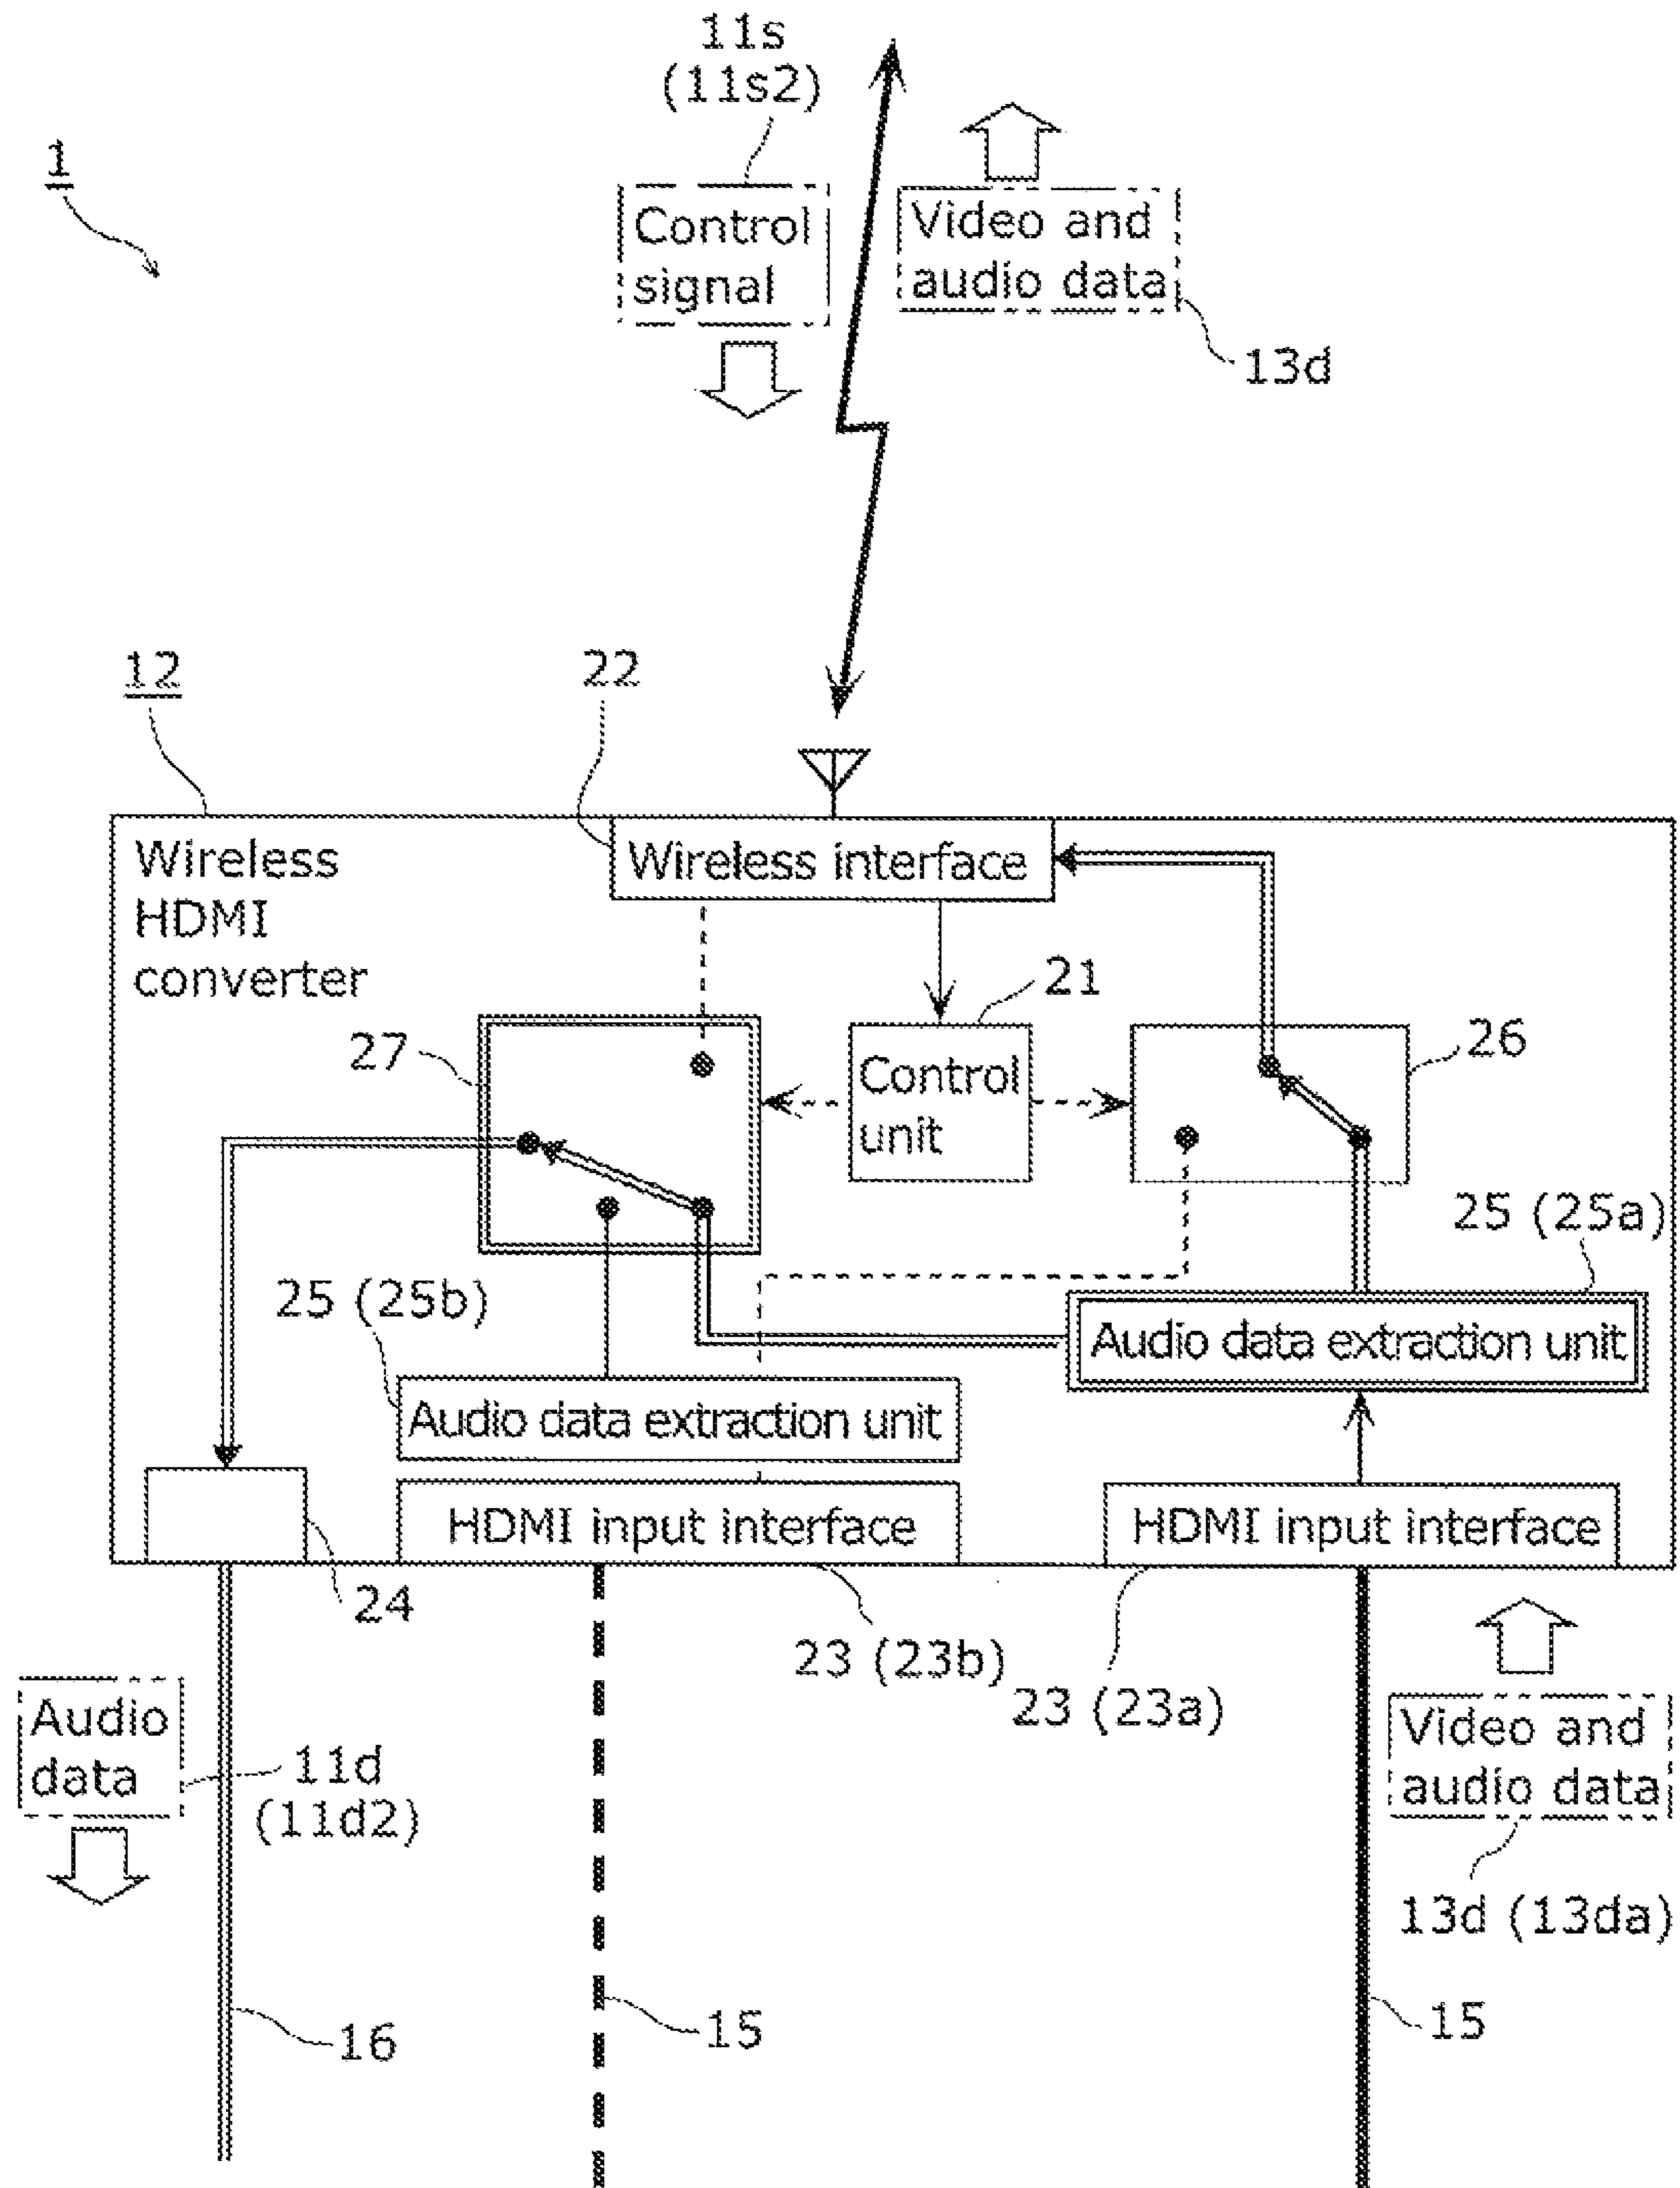 11s
(11s2)
1
Control
signal
Video and
audio data
13d
12
22
Wireless
HDMI
converter
Wireless interface
21
27
Control
unit
26
25 (25a)
25 (25b)
Audio data extraction unit
Audio data extraction unit
HDMI input interface
HDMI input interface
24
23 (23b)
23 (23a)
Audio
data
11d
(11d2)
Video and
audio data
13d (13da)
16
15
15